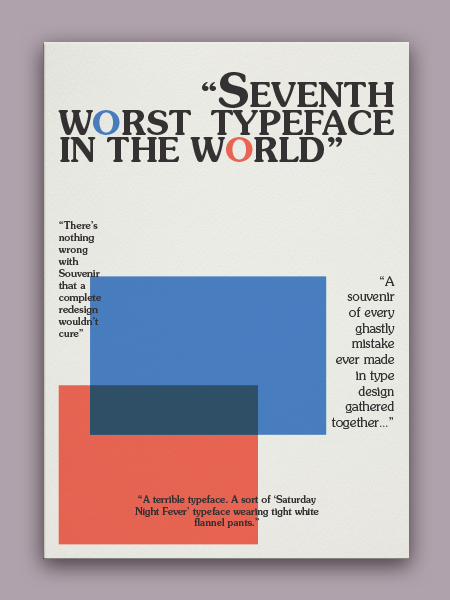 “SEVENTH
WORST TYPEFACE
IN THE WORLD”
“There’s
nothing
wrong
with
Souvenir
that a
complete
redesign
wouldn’t
cure”
“A
souvenir
of every
ghastly
mistake
ever made
in type
design
gathered
together...”
“A terrible typeface. A sort of ‘Saturday
Night Fever’ typeface wearing tight white
flannel pants.”